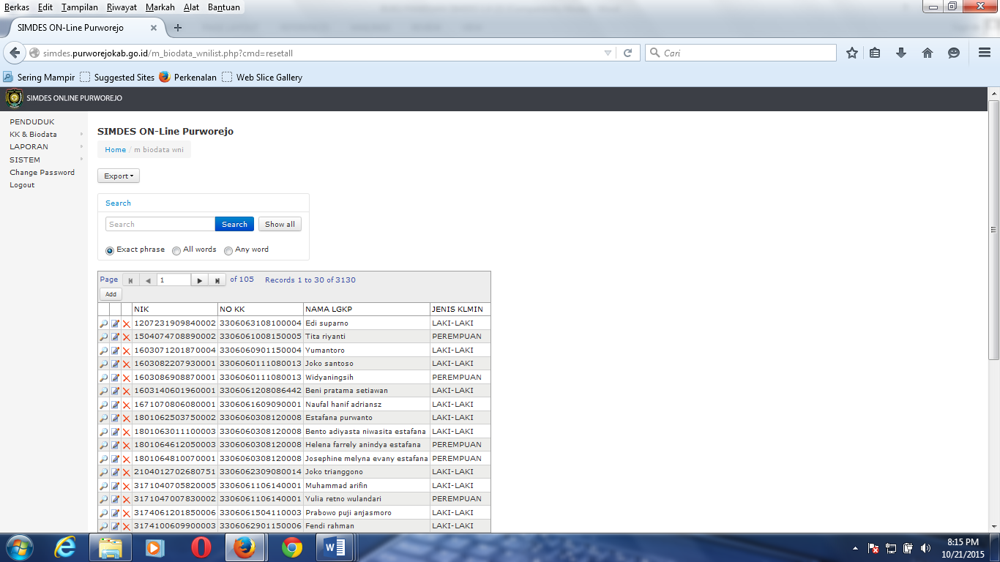 Berkas Edit Tampilan Riwayat Markah Alat Bantuan
SIMDES ON-Line Purworejo
simdes.purworejokab.go.id/m_biodata_wnilist.php?cmd=resetall
Cari
Sering Mampir Suggested Sites Perkenalan Web Slice Gallery
SIMDES ONLINE PURWOREJO
PENDUDUK
KK & Biodata
LAPORAN
SISTEM
Change Password
Logout
SIMDES ON-Line Purworejo
Home / m biodata wni
Export
Search
Search Search Show all
Exact phrase All words Any word
Page 1 of 105 Records 1 to 30 of 3130
Add
NIK NO KK NAMA LGKP JENIS KLMIN
1207231909840002 3306063108100004 Edi suparno LAKI-LAKI
1504074708890002 3306061008150005 Tita riyanti PEREMPUAN
1603071201870004 3306060901150004 Yumantoro LAKI-LAKI
1603082207930001 3306060111080013 Joko santoso LAKI-LAKI
1603086908870001 3306060111080013 Widyaningsih PEREMPUAN
1603140601960001 3306061208086442 Beni pratama setiawan LAKI-LAKI
1671070806080001 3306061609090001 Naufal hanif adriansz LAKI-LAKI
1801062503750002 3306060308120008 Estafana purwanto LAKI-LAKI
1801063011100003 3306060308120008 Bento adiyasta niwasita estafana LAKI-LAKI
1801064612050003 3306060308120008 Helena farrely anindya estafana PEREMPUAN
1801064810070001 3306060308120008 Josephine melyna evany estafana PEREMPUAN
2104012702680751 3306062309080014 Joko trianggono LAKI-LAKI
3171040705820005 3306061106140001 Muhammad arifin LAKI-LAKI
3171047007830002 3306061106140001 Yulia retno wulandari PEREMPUAN
3174061201850006 3306061504110003 Prabowo puji anjasmoro LAKI-LAKI
3174100609900003 3306062901150006 Fendi rahman LAKI-LAKI
8:15 PM
10/21/2015